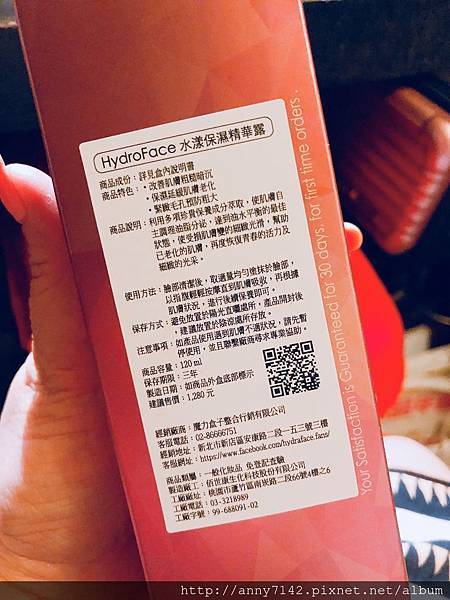 HydroFace 水漾保濕精華露
商品成份：詳見盒內說明書
商品特色：‧改善肌膚粗糙暗沉
‧保濕延緩肌膚老化
‧緊緻毛孔預防粗大
商品說明：利用多項珍貴保養成分萃取，使肌膚自
主調理油脂分泌，達到油水平衡的最佳
狀態，使受損肌膚變的細緻光滑，幫助
已老化的肌膚，再度恢復青春的活力及
細緻的光采。
使用方法：臉部清潔後，取適量均勻塗抹於臉部，
以指腹輕輕按摩直到肌膚吸收，再根據
肌膚狀況，進行後續保養即可。
保存方式：避免放置於陽光直曬處所，產品開封後
，建議放置於陰涼處所存放。
注意事項：如產品使用遇到肌膚不適狀況，請先暫
停使用，並且聯繫廠商尋求專業協助。
商品容量：120 ml
保存期限：三年
製造日期：如商品外盒底部標示
建議售價：1,280 元
經銷廠商：魔力盒子整合行銷有限公司
客服電話：02-86666751
客服地址：新北市新店區安康路二段一五三號三樓
客服網址：https://www.facebook.com/hydraface.fans/
商品類屬：一般化妝品 免登記查驗
製造廠工：佰世康生化科技股份有限公司
工廠地址：桃園市蘆竹區南崁路二段66號4樓之6
工廠電話：03-3218989
工廠字號：99-688091-02
Your Satisfaction is Guaranteed for 30 days, for first time orders .
http://anny7142.pixnet.net/album